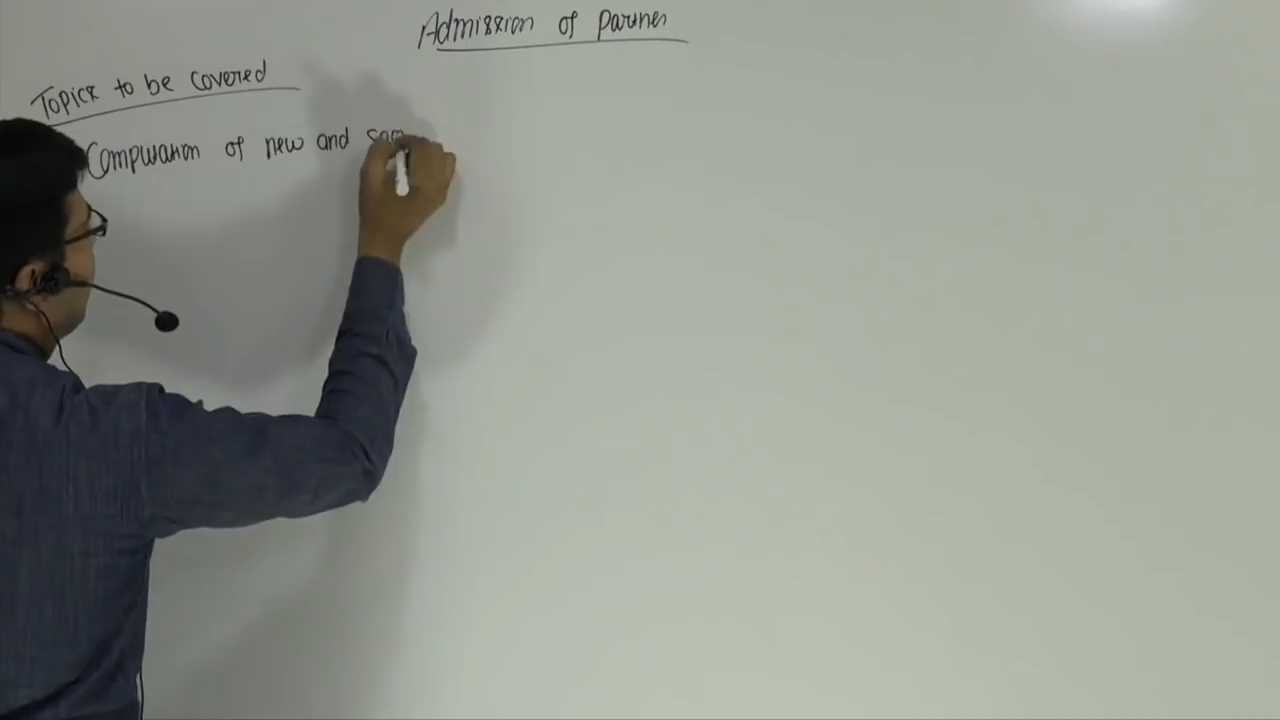 Admission of Partner
Topics to be covered
Computation of new and